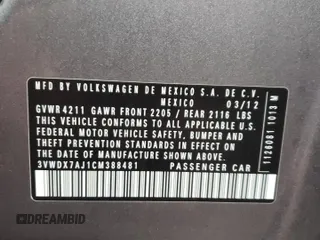 MFD BY VOLKSWAGEN DE MEXICO S.A. DE C.V.
MEXICO 03/12
GVWR 4211 GAWR FRONT 2205 / REAR 2116 LBS
THIS VEHICLE CONFORMS TO ALL APPLICABLE U.S.
FEDERAL MOTOR VEHICLE SAFETY, BUMPER AND
THEFT PREVENTION STANDARDS IN EFFECT ON THE
DATE OF MANUFACTURE SHOWN ABOVE
3VWDX7AJ1CM388481 PASSENGER CAR
1126081 1013 M
DREAMBID